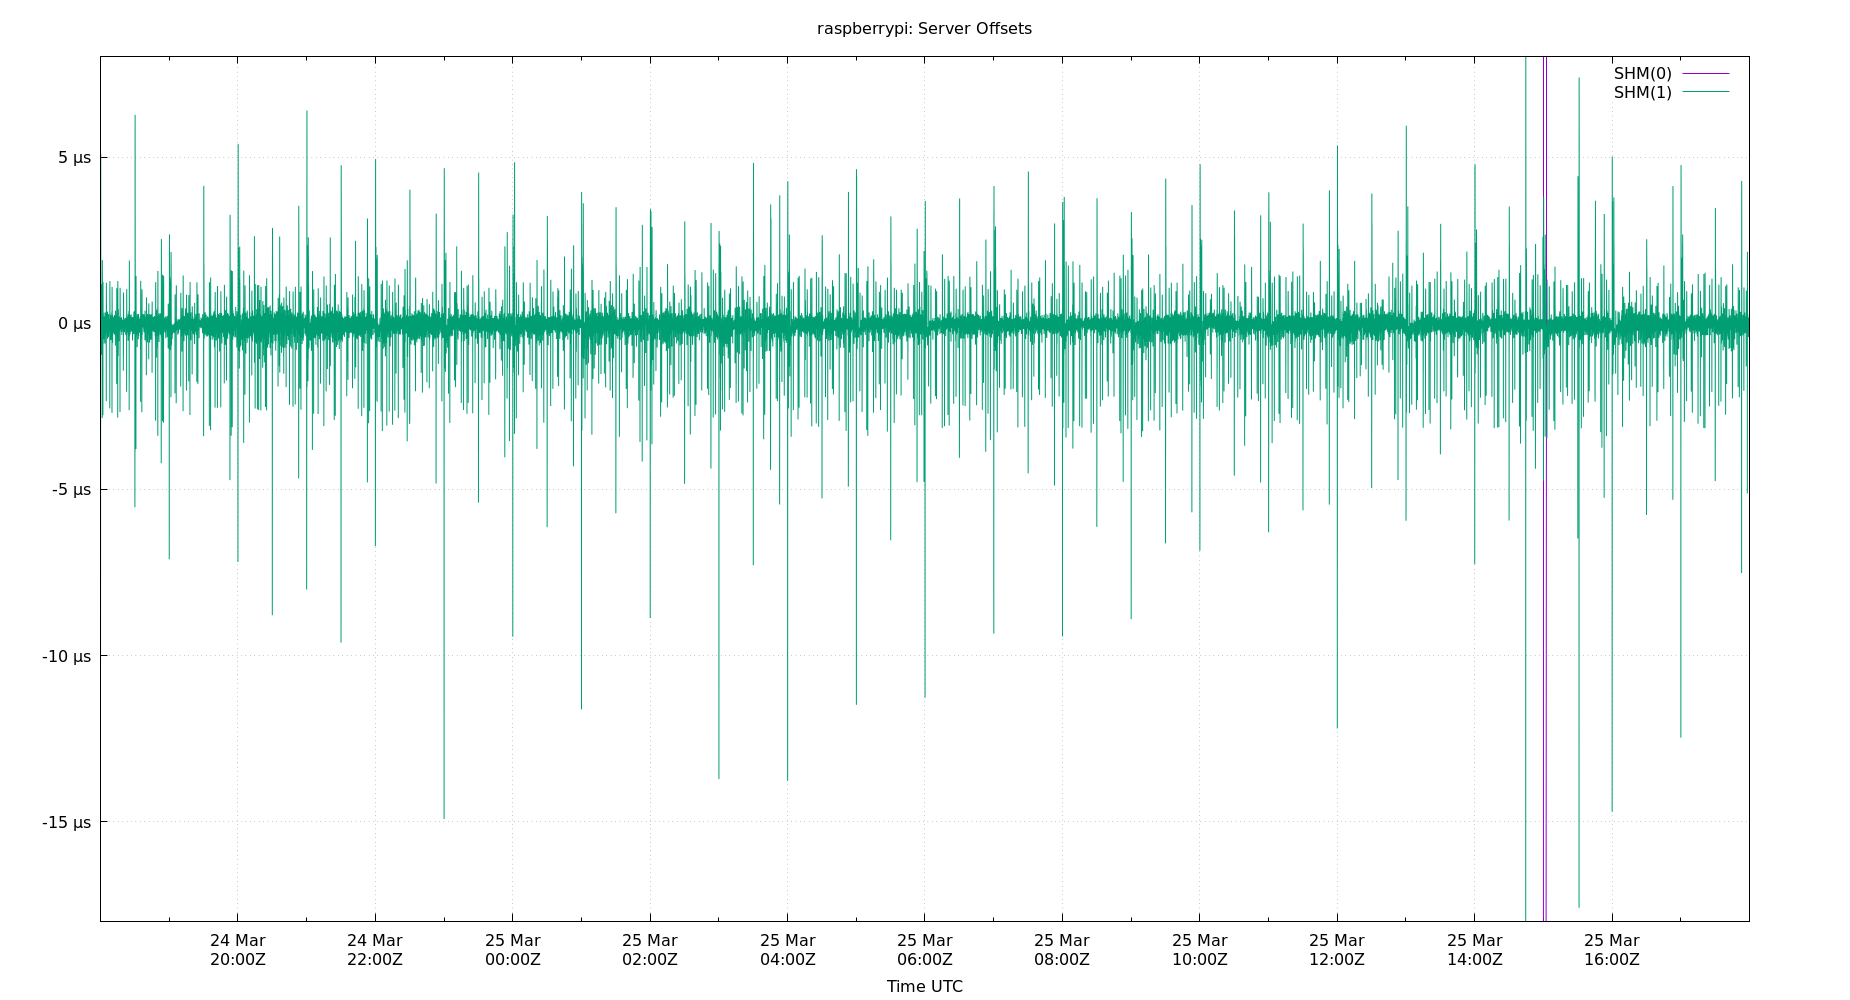 raspberrypi: Server Offsets
SHM(0)
SHM(1)
5 µs
0 µs
-5 µs
-10 µs
-15 µs
24 Mar
20:00Z
24 Mar
22:00Z
25 Mar
00:00Z
25 Mar
02:00Z
25 Mar
04:00Z
25 Mar
06:00Z
25 Mar
08:00Z
25 Mar
10:00Z
25 Mar
12:00Z
25 Mar
14:00Z
25 Mar
16:00Z
Time UTC